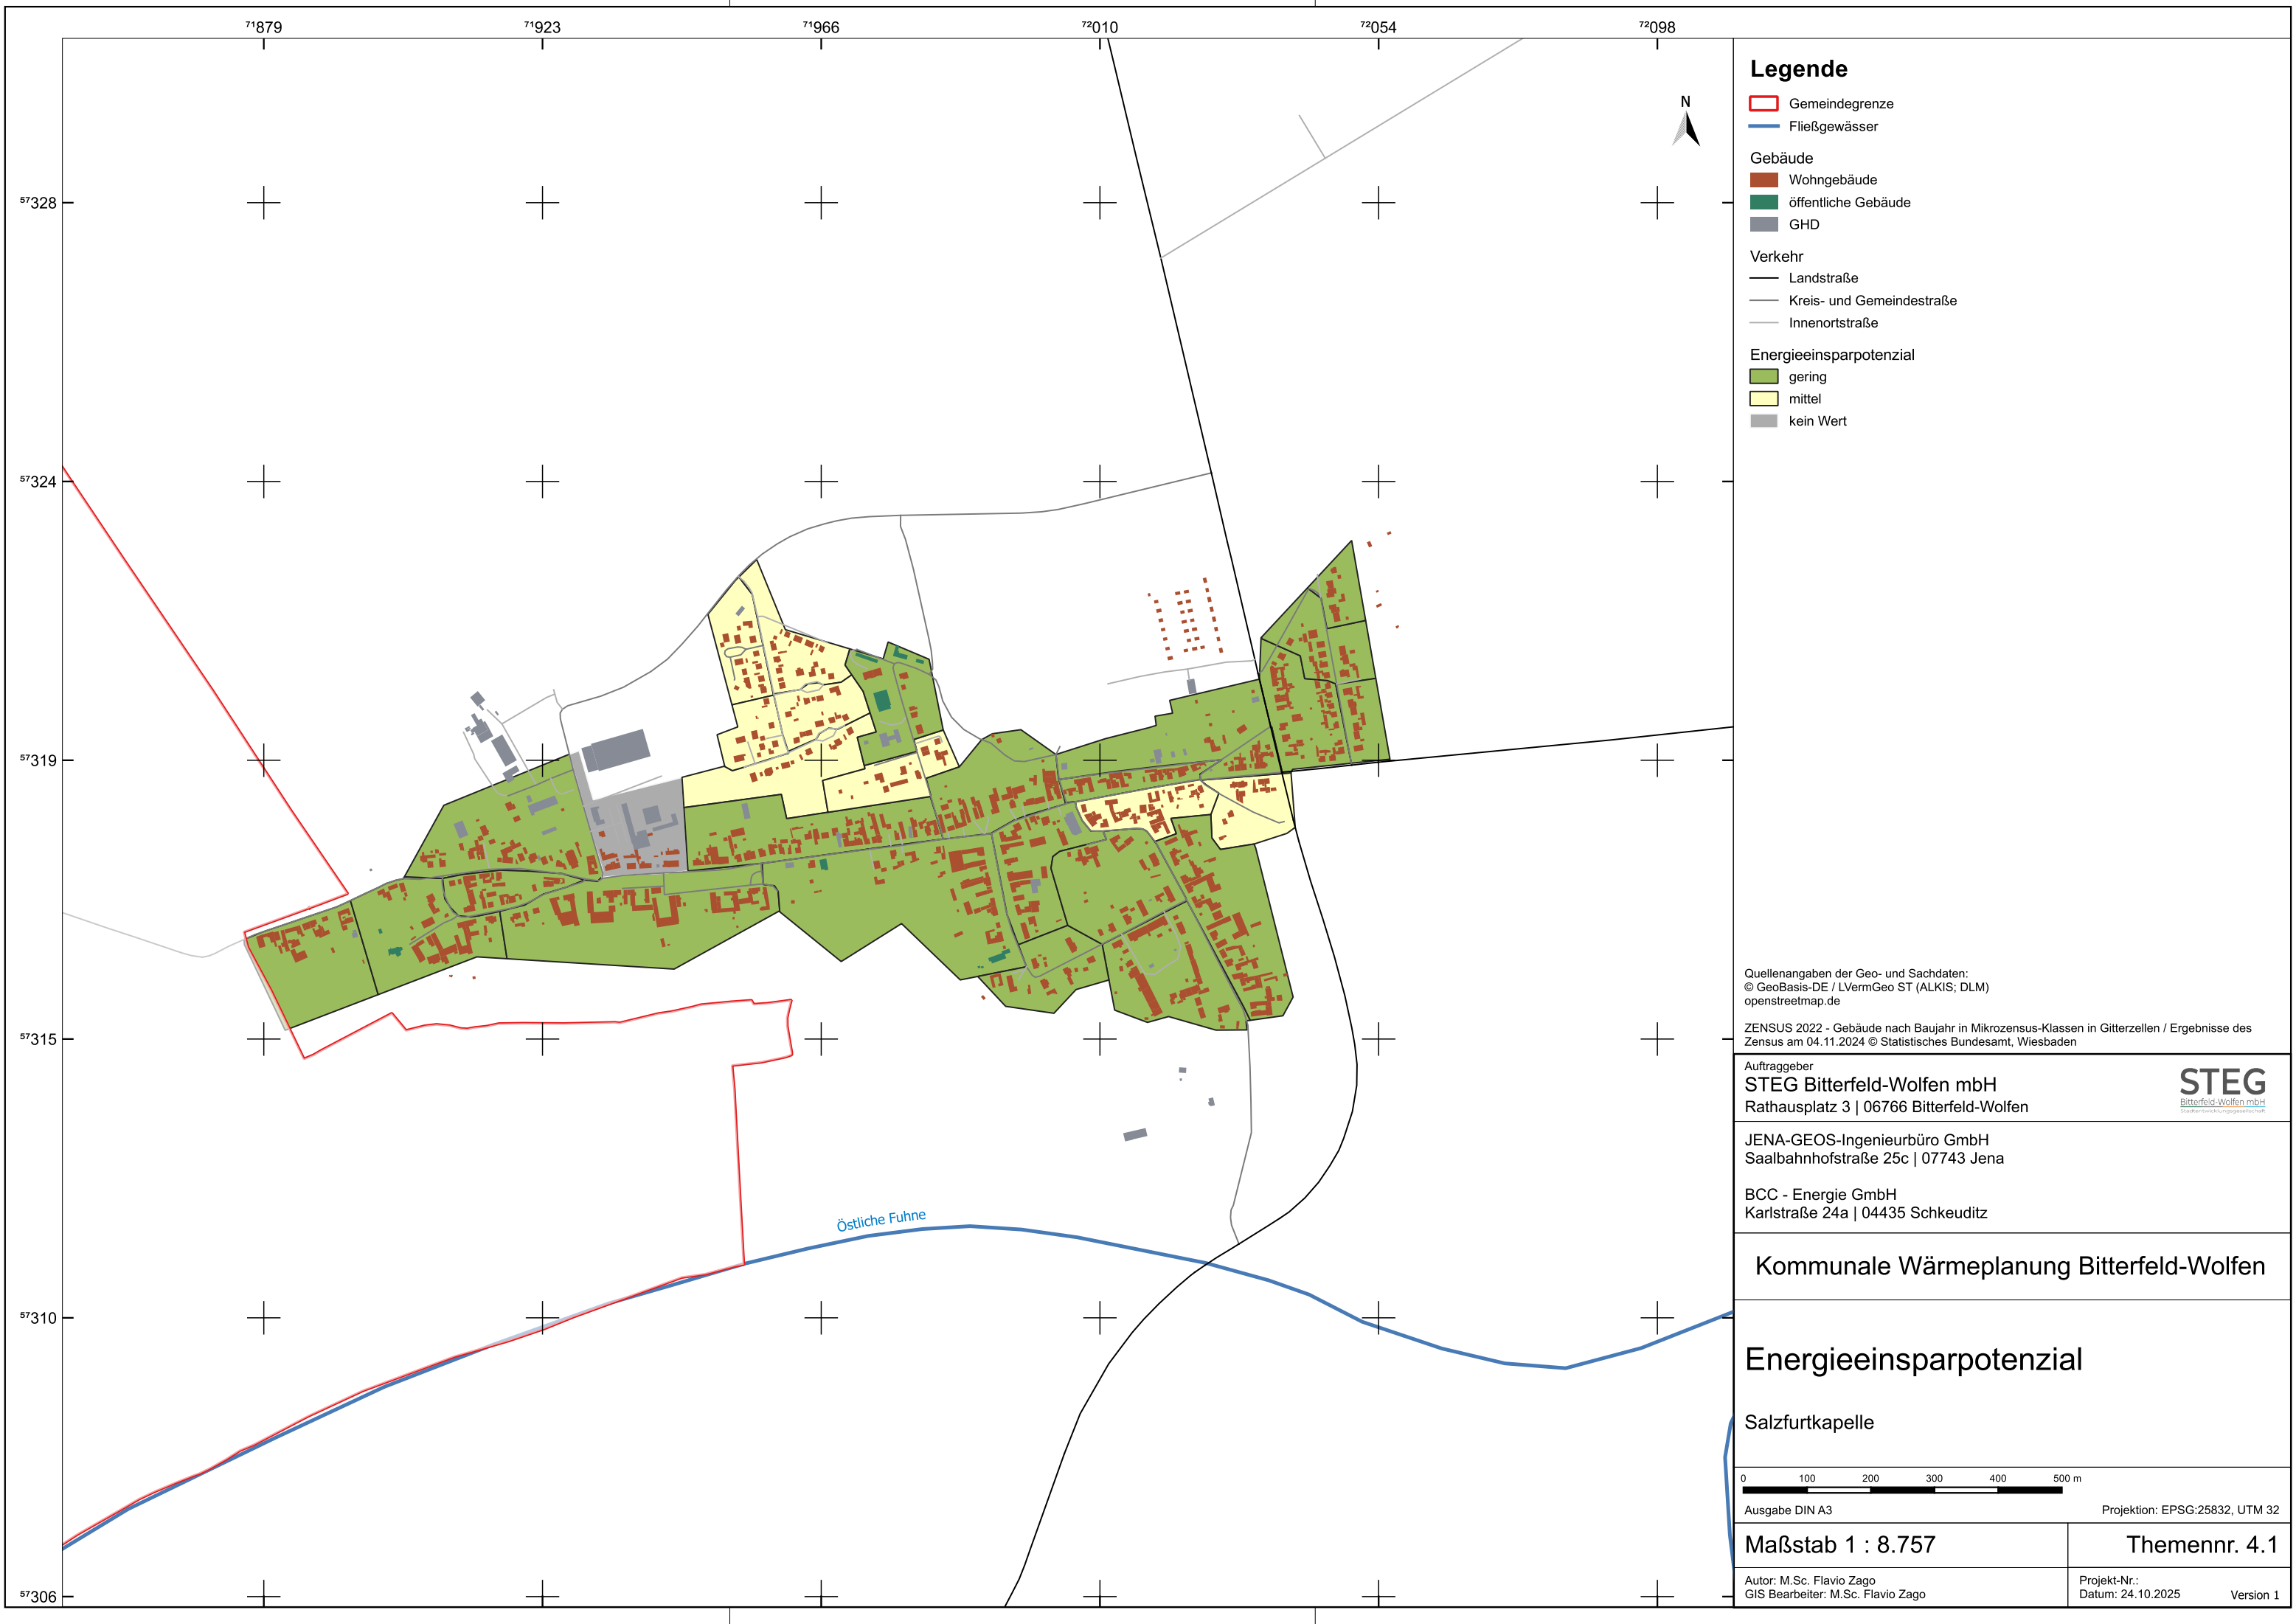 ⁷¹879 ⁷¹923 ⁷¹966 ⁷²010 ⁷²054 ⁷²098
⁵⁷328
⁵⁷324
⁵⁷319
⁵⁷315
⁵⁷310
⁵⁷306
N
Östliche Fuhne
Legende
Gemeindegrenze
Fließgewässer
Gebäude
Wohngebäude
öffentliche Gebäude
GHD
Verkehr
Landstraße
Kreis- und Gemeindestraße
Innenortstraße
Energieeinsparpotenzial
gering
mittel
kein Wert
Quellenangaben der Geo- und Sachdaten:
© GeoBasis-DE / LVermGeo ST (ALKIS; DLM)
openstreetmap.de
ZENSUS 2022 - Gebäude nach Baujahr in Mikrozensus-Klassen in Gitterzellen / Ergebnisse des
Zensus am 04.11.2024 © Statistisches Bundesamt, Wiesbaden
Auftraggeber
STEG Bitterfeld-Wolfen mbH
Rathausplatz 3 | 06766 Bitterfeld-Wolfen
STEG
Bitterfeld-Wolfen mbH
Stadtentwicklungsgesellschaft
JENA-GEOS-Ingenieurbüro GmbH
Saalbahnhofstraße 25c | 07743 Jena
BCC - Energie GmbH
Karlstraße 24a | 04435 Schkeuditz
Kommunale Wärmeplanung Bitterfeld-Wolfen
Energieeinsparpotenzial
Salzfurtkapelle
0 100 200 300 400 500 m
Ausgabe DIN A3 Projektion: EPSG:25832, UTM 32
Maßstab 1 : 8.757 Themennr. 4.1
Autor: M.Sc. Flavio Zago
GIS Bearbeiter: M.Sc. Flavio Zago
Projekt-Nr.:
Datum: 24.10.2025 Version 1